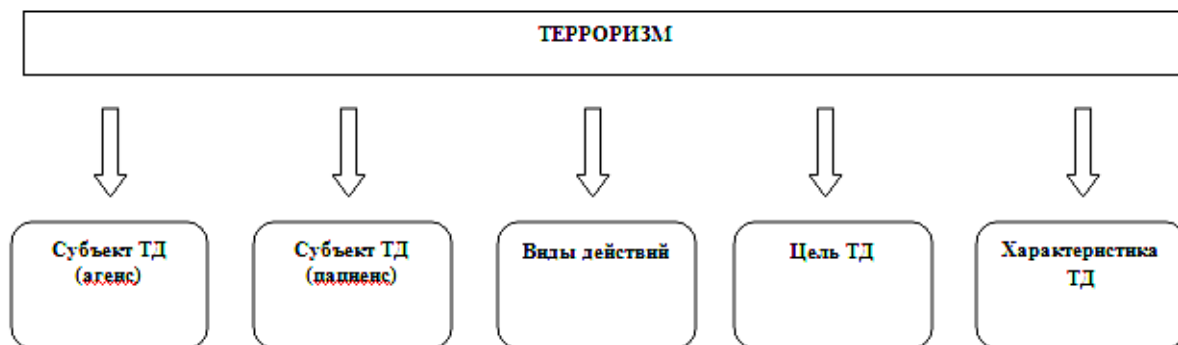 ТЕРРОРИЗМ
Субъект ТД
(агенс)
Субъект ТД
(пациенс)
Виды действий
Цель ТД
Характеристика
ТД